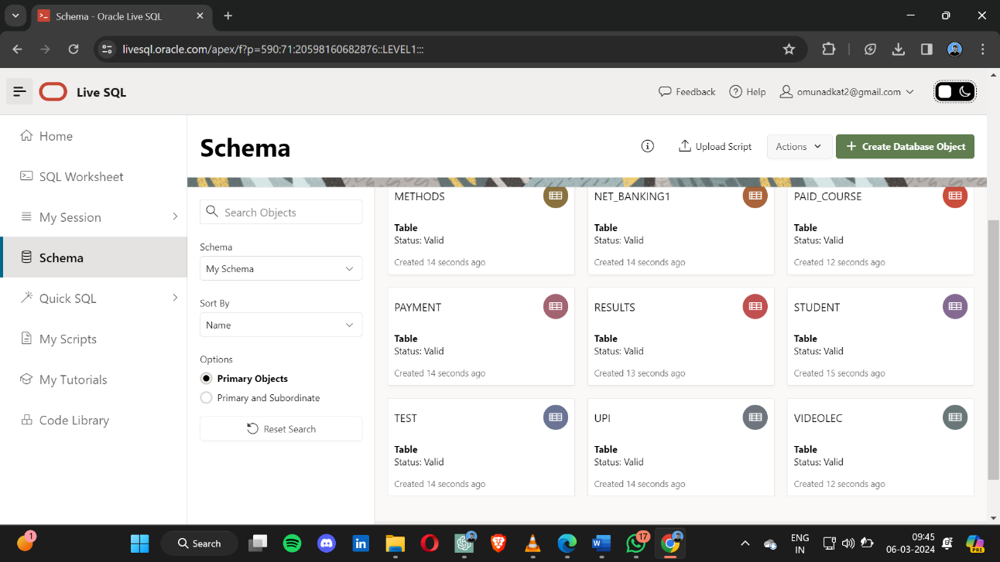 Schema - Oracle Live SQL
livesql.oracle.com/apex/f?p=590:71:20598160682876::LEVEL1:::
Live SQL
Feedback
Help
omunadkat2@gmail.com
Home
SQL Worksheet
My Session
Schema
Quick SQL
My Scripts
My Tutorials
Code Library
Schema
Upload Script
Actions
+ Create Database Object
Search Objects
Schema
My Schema
Sort By
Name
Options
Primary Objects
Primary and Subordinate
Reset Search
METHODS
Table
Status: Valid
Created 14 seconds ago
NET_BANKING1
Table
Status: Valid
Created 14 seconds ago
PAID_COURSE
Table
Status: Valid
Created 12 seconds ago
PAYMENT
Table
Status: Valid
Created 14 seconds ago
RESULTS
Table
Status: Valid
Created 13 seconds ago
STUDENT
Table
Status: Valid
Created 15 seconds ago
TEST
Table
Status: Valid
Created 14 seconds ago
UPI
Table
Status: Valid
Created 14 seconds ago
VIDEOLEC
Table
Status: Valid
Created 12 seconds ago
1
Search
17
ENG
IN
09:45
06-03-2024
PRE